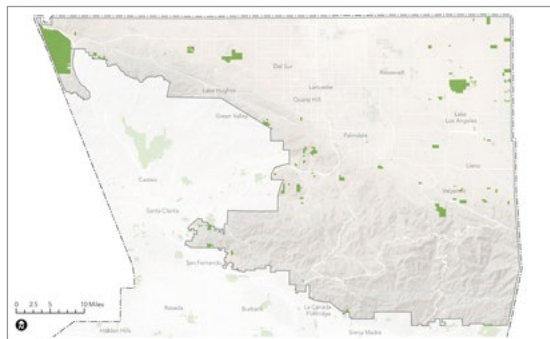 Del Sur
Roosevelt
Lancaster
Lake Hughes
Quartz Hill
Lake
Los Angeles
Green Valley
Palmdale
Llano
Castaic
Valyermo
Santa Clarita
San Fernando
Reseda
Burbank
La Cañada
Flintridge
Sierra Madre
Hidden Hills
0 2.5 5 10 Miles